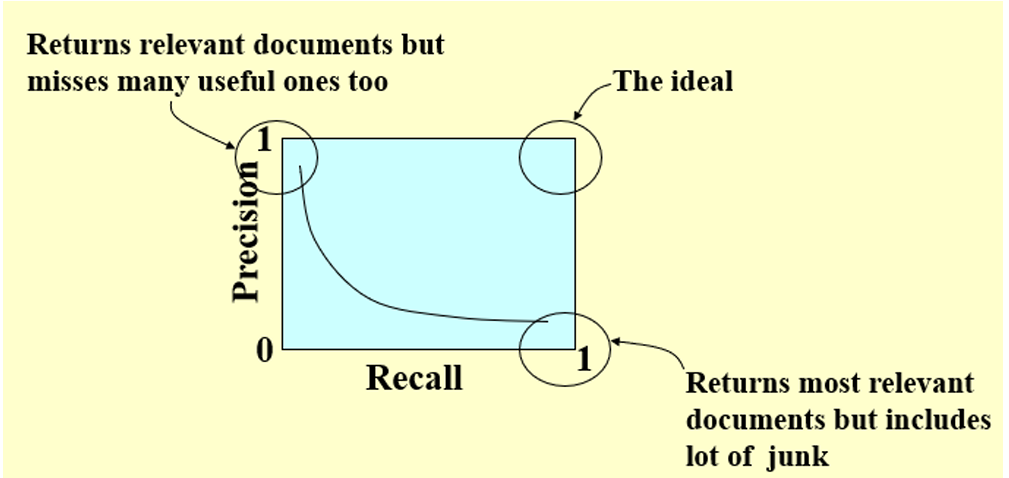 Returns relevant documents but
misses many useful ones too
The ideal
1
Precision
0
1
Recall
Returns most relevant
documents but includes
lot of junk